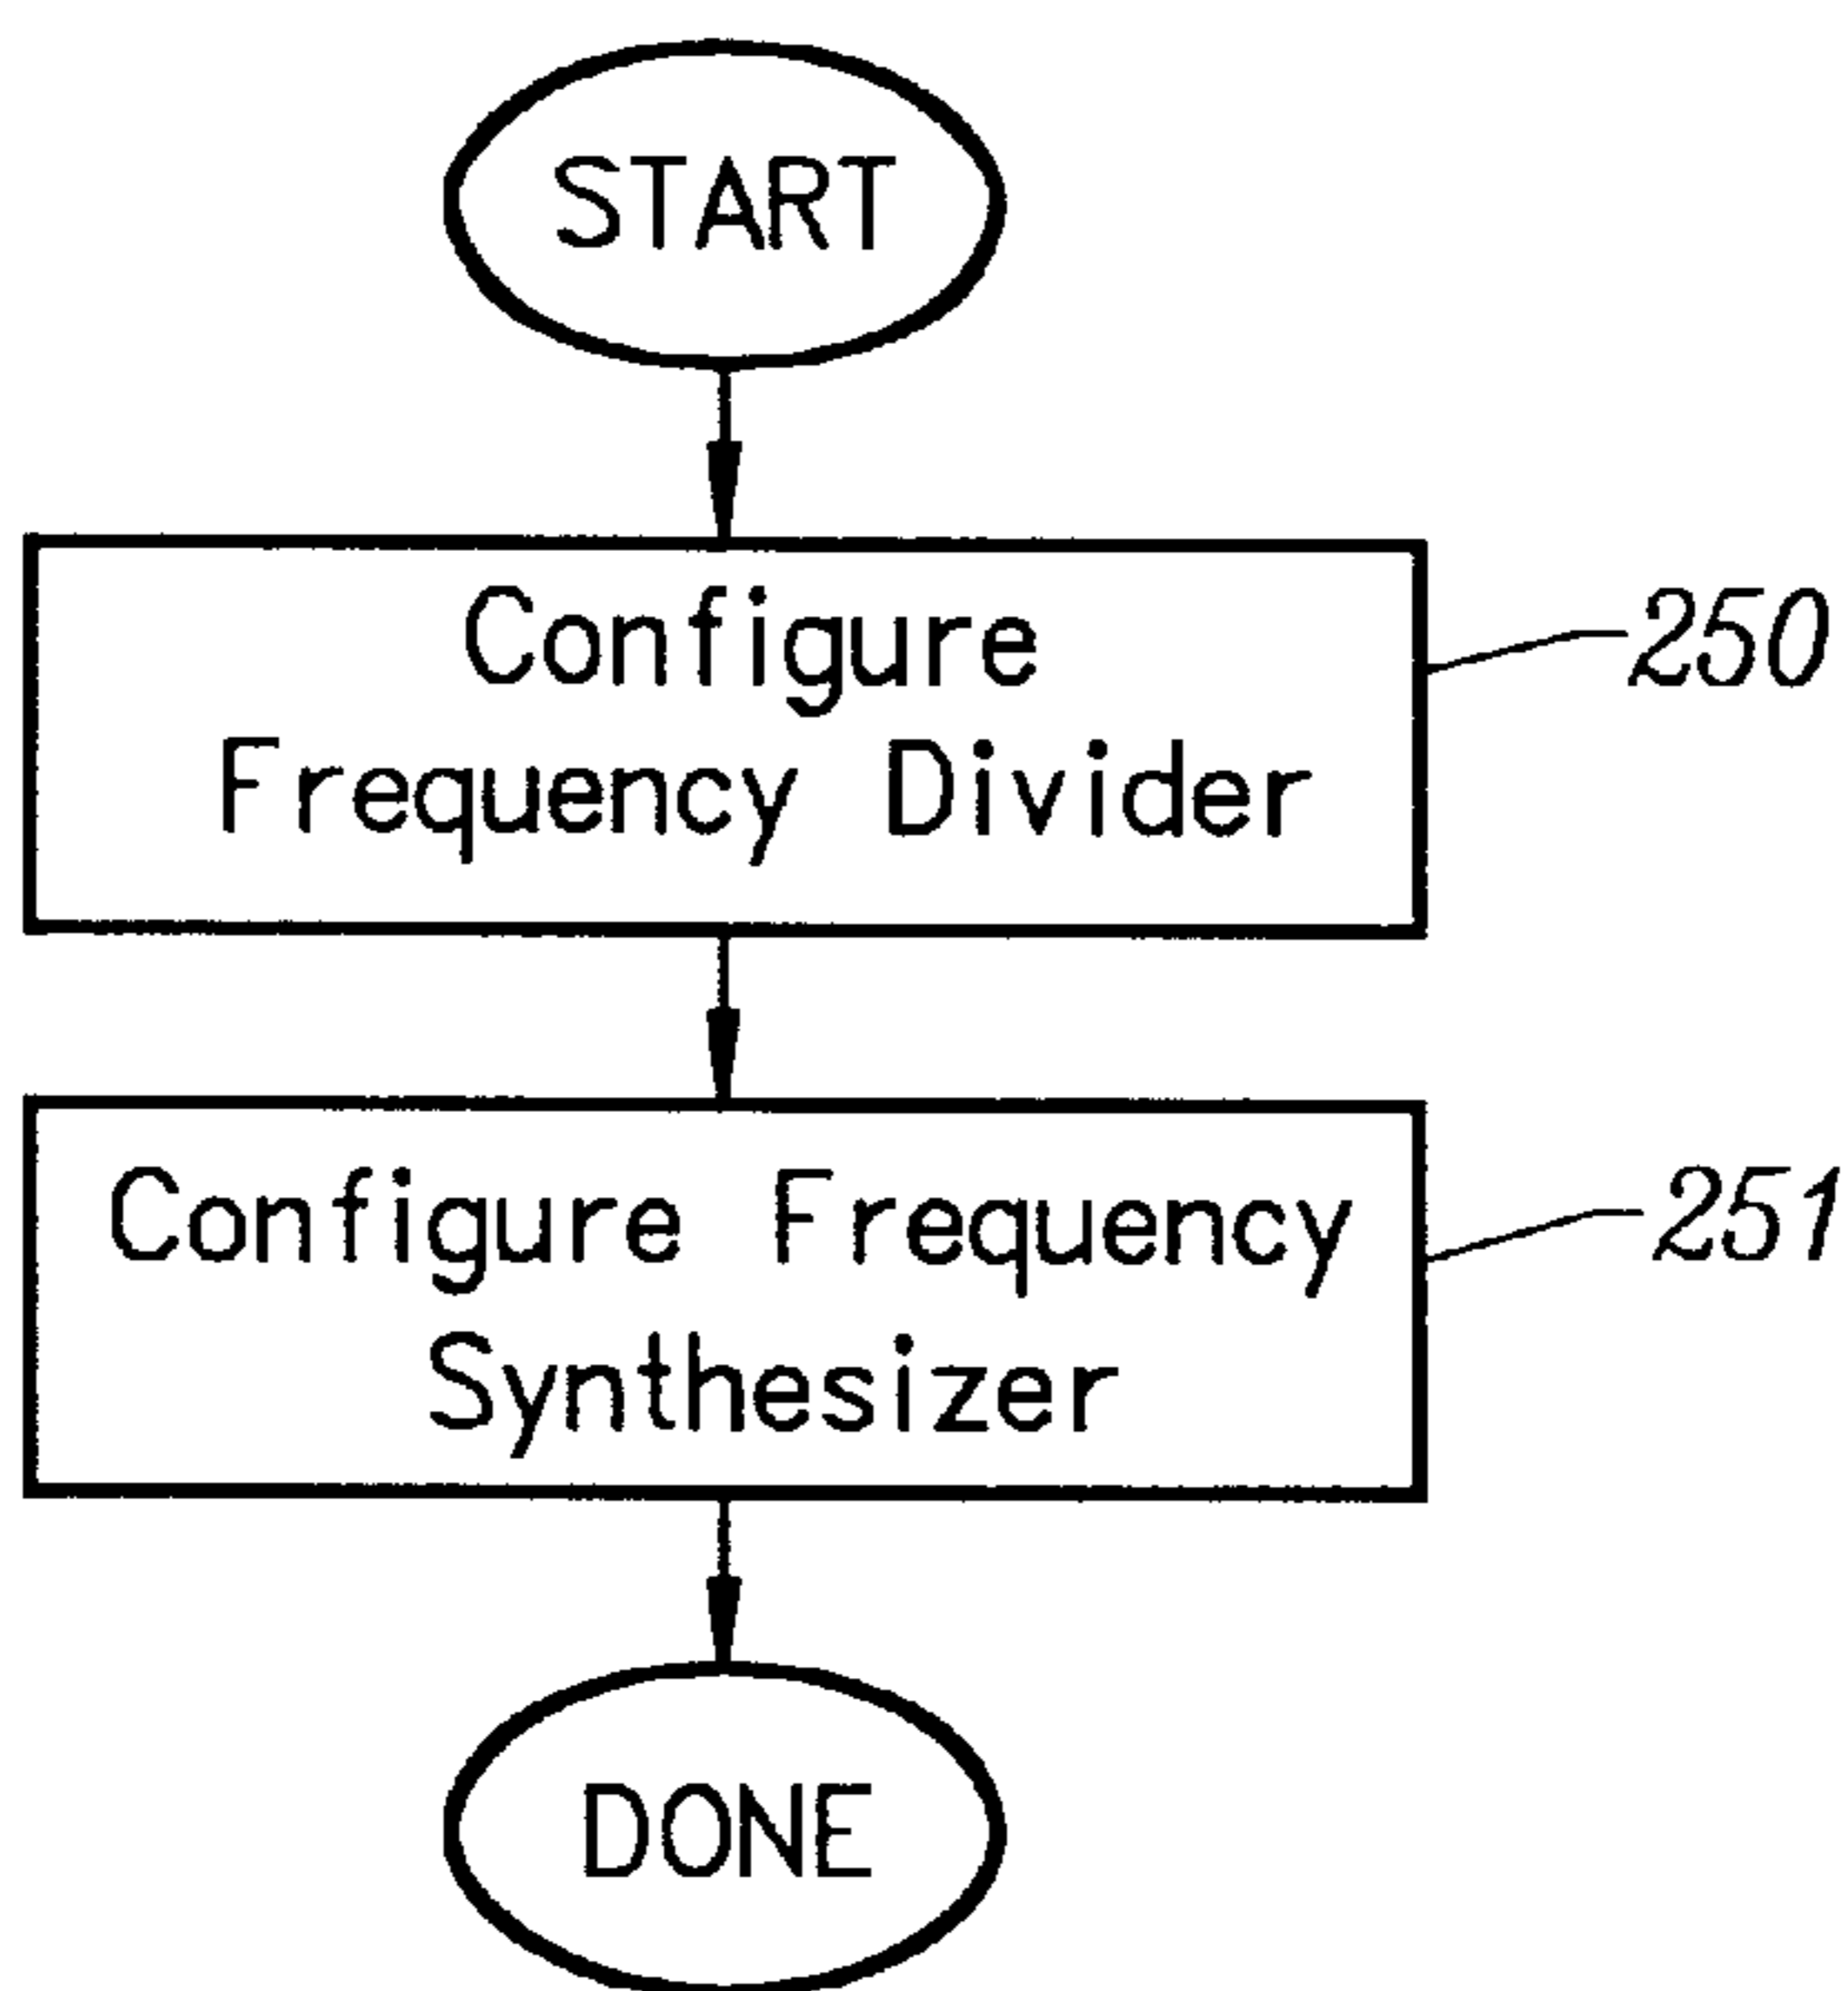 START
Configure
Frequency Divider
250
Configure Frequency
Synthesizer
251
DONE